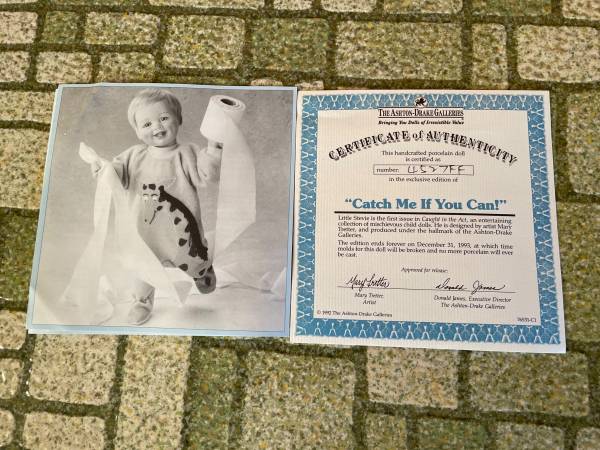 THE ASHTON-DRAKE GALLERIES
Bringing You Dolls of Irresistible Value
CERTIFICATE of AUTHENTICITY
This handcrafted porcelain doll
is certified as
number: 4527FF
in the exclusive edition of
"Catch Me If You Can!"
Little Stevie is the first issue in Caught in the Act, an entertaining
collection of mischievous child dolls. He is designed by artist Mary
Tretter, and produced under the hallmark of the Ashton-Drake
Galleries.
The edition ends forever on December 31, 1993, at which time
molds for this doll will be broken and no more porcelain will ever
be cast.
Approved for release:
Mary Tretter Donald James
Mary Tretter, Donald James, Executive Director
Artist The Ashton-Drake Galleries
© 1992 The Ashton-Drake Galleries